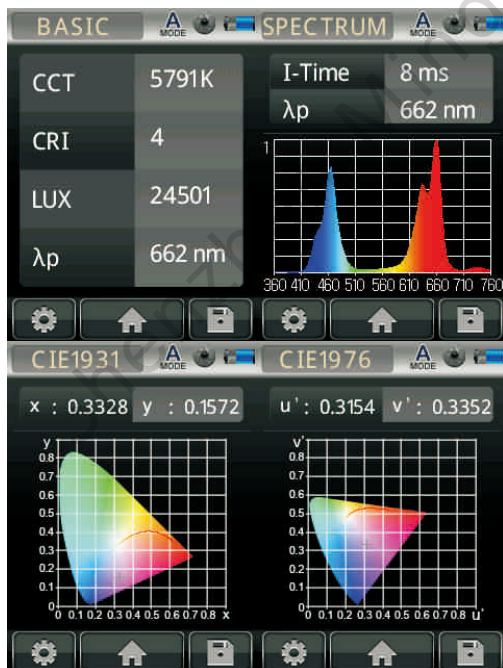 BASIC
A
MODE
CCT 5791K
CRI 4
LUX 24501
λp 662 nm
SPECTRUM
A
MODE
I-Time 8 ms
λp 662 nm
1
360 410 460 510 560 610 660 710 760
CIE1931
A
MODE
x : 0.3328 y : 0.1572
y
0.8
0.7
0.6
0.5
0.4
0.3
0.2
0.1
0 0.1 0.2 0.3 0.4 0.5 0.6 0.7 0.8 x
CIE1976
A
MODE
u' : 0.3154 v' : 0.3352
v'
0.8
0.7
0.6
0.5
0.4
0.3
0.2
0.1
0 0.1 0.2 0.3 0.4 0.5 0.6 0.7 0.8 u'